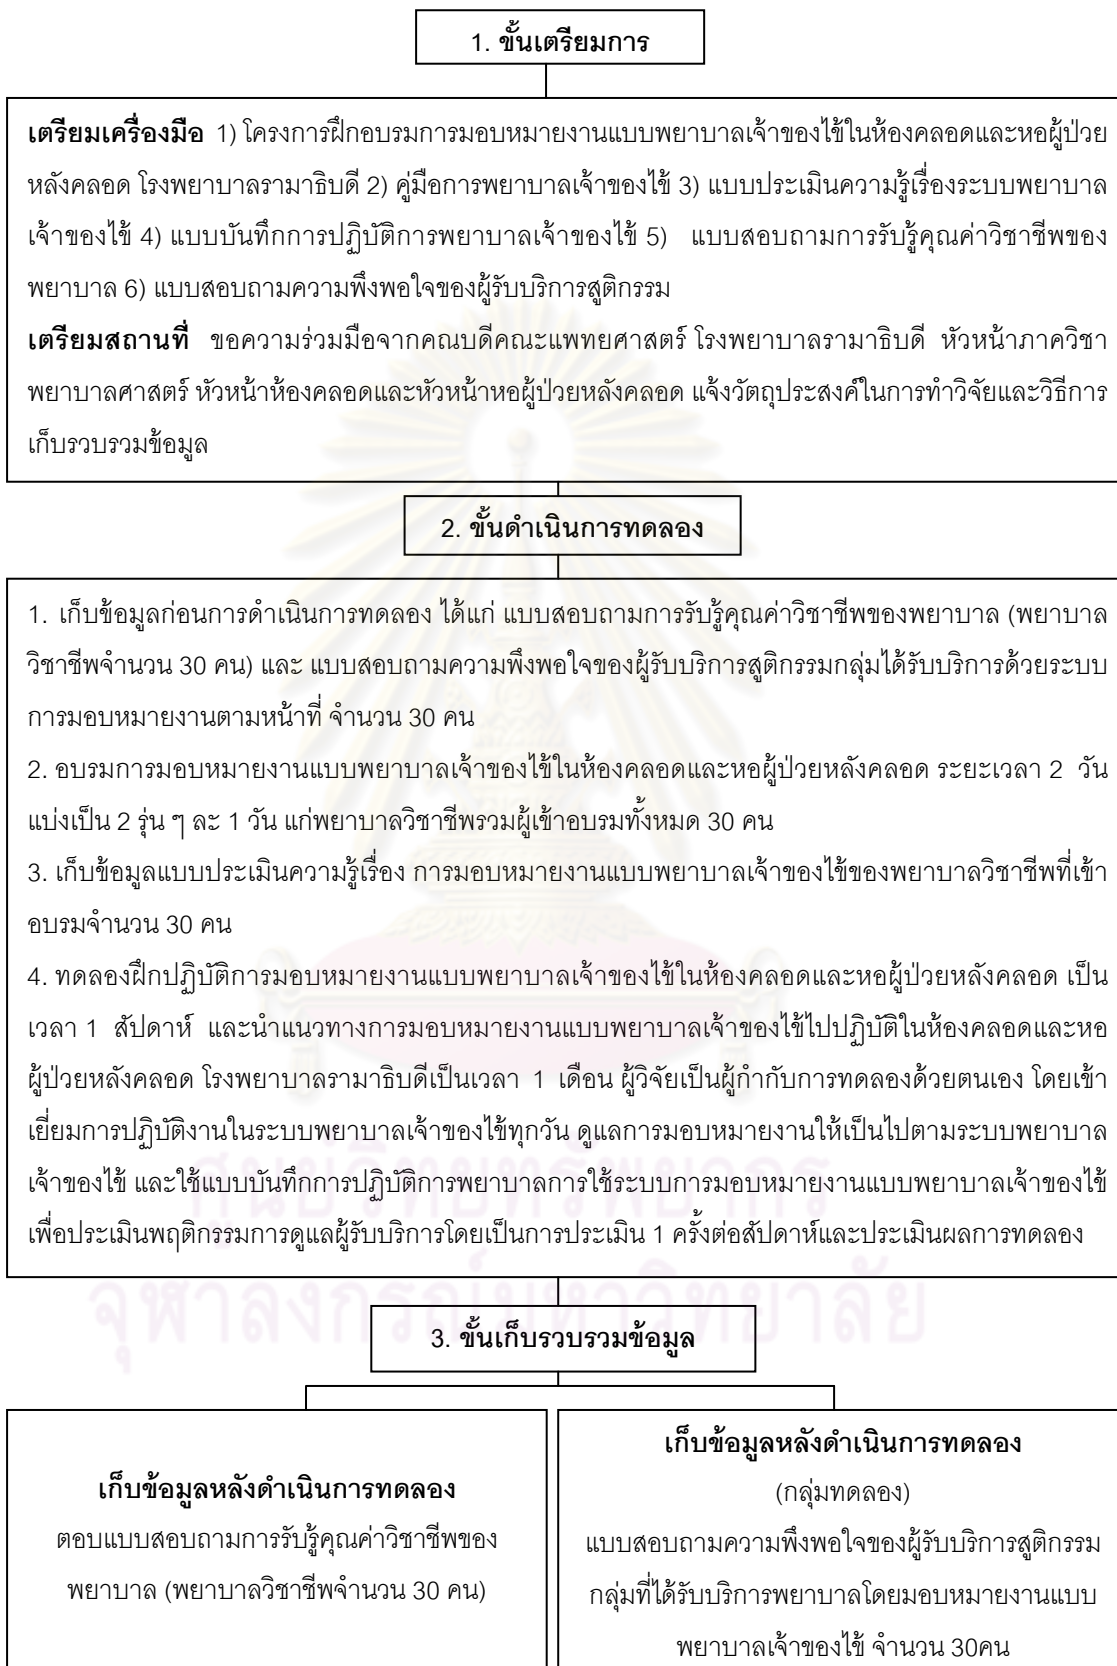 1. ขั้นเตรียมการ
เตรียมเครื่องมือ 1) โครงการฝึกอบรมการมอบหมายงานแบบพยาบาลเจ้าของไข้ในห้องคลอดและหอผู้ป่วย
หลังคลอด โรงพยาบาลรามาธิบดี 2) คู่มือการพยาบาลเจ้าของไข้ 3) แบบประเมินความรู้เรื่องระบบพยาบาล
เจ้าของไข้ 4) แบบบันทึกการปฏิบัติการพยาบาลเจ้าของไข้ 5) แบบสอบถามการรับรู้คุณค่าวิชาชีพของ
พยาบาล 6) แบบสอบถามความพึงพอใจของผู้รับบริการสูติกรรม
เตรียมสถานที่ ขอความร่วมมือจากคณบดีคณะแพทยศาสตร์ โรงพยาบาลรามาธิบดี หัวหน้าภาควิชา
พยาบาลศาสตร์ หัวหน้าห้องคลอดและหัวหน้าหอผู้ป่วยหลังคลอด แจ้งวัตถุประสงค์ในการทำวิจัยและวิธีการ
เก็บรวบรวมข้อมูล
2. ขั้นดำเนินการทดลอง
1. เก็บข้อมูลก่อนการดำเนินการทดลอง ได้แก่ แบบสอบถามการรับรู้คุณค่าวิชาชีพของพยาบาล (พยาบาล
วิชาชีพจำนวน 30 คน) และ แบบสอบถามความพึงพอใจของผู้รับบริการสูติกรรมกลุ่มได้รับบริการด้วยระบบ
การมอบหมายงานตามหน้าที่ จำนวน 30 คน
2. อบรมการมอบหมายงานแบบพยาบาลเจ้าของไข้ในห้องคลอดและหอผู้ป่วยหลังคลอด ระยะเวลา 2 วัน
แบ่งเป็น 2 รุ่น ๆ ละ 1 วัน แก่พยาบาลวิชาชีพรวมผู้เข้าอบรมทั้งหมด 30 คน
3. เก็บข้อมูลแบบประเมินความรู้เรื่อง การมอบหมายงานแบบพยาบาลเจ้าของไข้ของพยาบาลวิชาชีพที่เข้า
อบรมจำนวน 30 คน
4. ทดลองฝึกปฏิบัติการมอบหมายงานแบบพยาบาลเจ้าของไข้ในห้องคลอดและหอผู้ป่วยหลังคลอด เป็น
เวลา 1 สัปดาห์ และนำแนวทางการมอบหมายงานแบบพยาบาลเจ้าของไข้ไปปฏิบัติในห้องคลอดและหอ
ผู้ป่วยหลังคลอด โรงพยาบาลรามาธิบดีเป็นเวลา 1 เดือน ผู้วิจัยเป็นผู้กำกับการทดลองด้วยตนเอง โดยเข้า
เยี่ยมการปฏิบัติงานในระบบพยาบาลเจ้าของไข้ทุกวัน ดูแลการมอบหมายงานให้เป็นไปตามระบบพยาบาล
เจ้าของไข้ และใช้แบบบันทึกการปฏิบัติการพยาบาลการใช้ระบบการมอบหมายงานแบบพยาบาลเจ้าของไข้
เพื่อประเมินพฤติกรรมการดูแลผู้รับบริการโดยเป็นการประเมิน 1 ครั้งต่อสัปดาห์และประเมินผลการทดลอง
ศูนย์วิทยทรัพยากร
จุฬาลงกรณ์มหาวิทยาลัย
3. ขั้นเก็บรวบรวมข้อมูล
เก็บข้อมูลหลังดำเนินการทดลอง
ตอบแบบสอบถามการรับรู้คุณค่าวิชาชีพของ
พยาบาล (พยาบาลวิชาชีพจำนวน 30 คน)
เก็บข้อมูลหลังดำเนินการทดลอง
(กลุ่มทดลอง)
แบบสอบถามความพึงพอใจของผู้รับบริการสูติกรรม
กลุ่มที่ได้รับบริการพยาบาลโดยมอบหมายงานแบบ
พยาบาลเจ้าของไข้ จำนวน 30คน